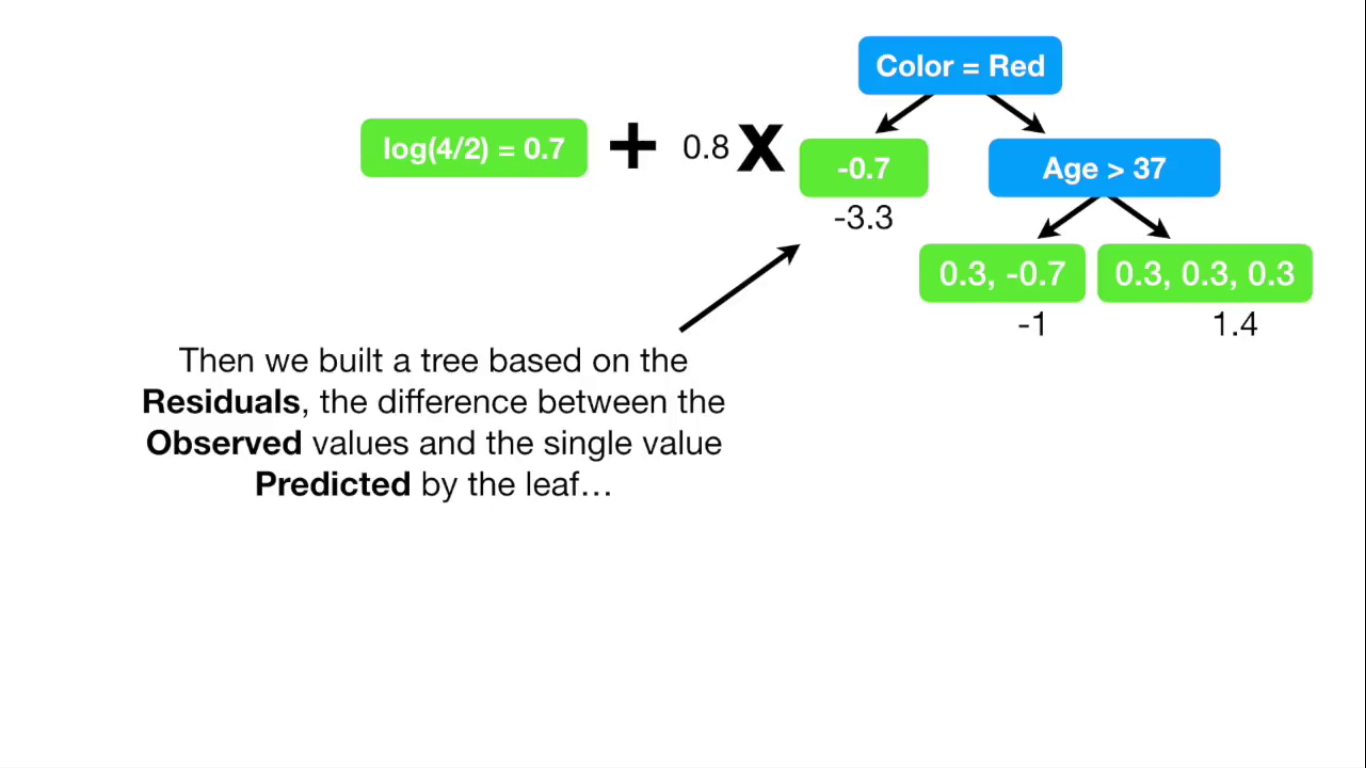 Color = Red
log(4/2) = 0.7
+
0.8
X
-0.7
Age > 37
-3.3
0.3, -0.7
0.3, 0.3, 0.3
-1
1.4
Then we built a tree based on the
Residuals, the difference between the
Observed values and the single value
Predicted by the leaf…